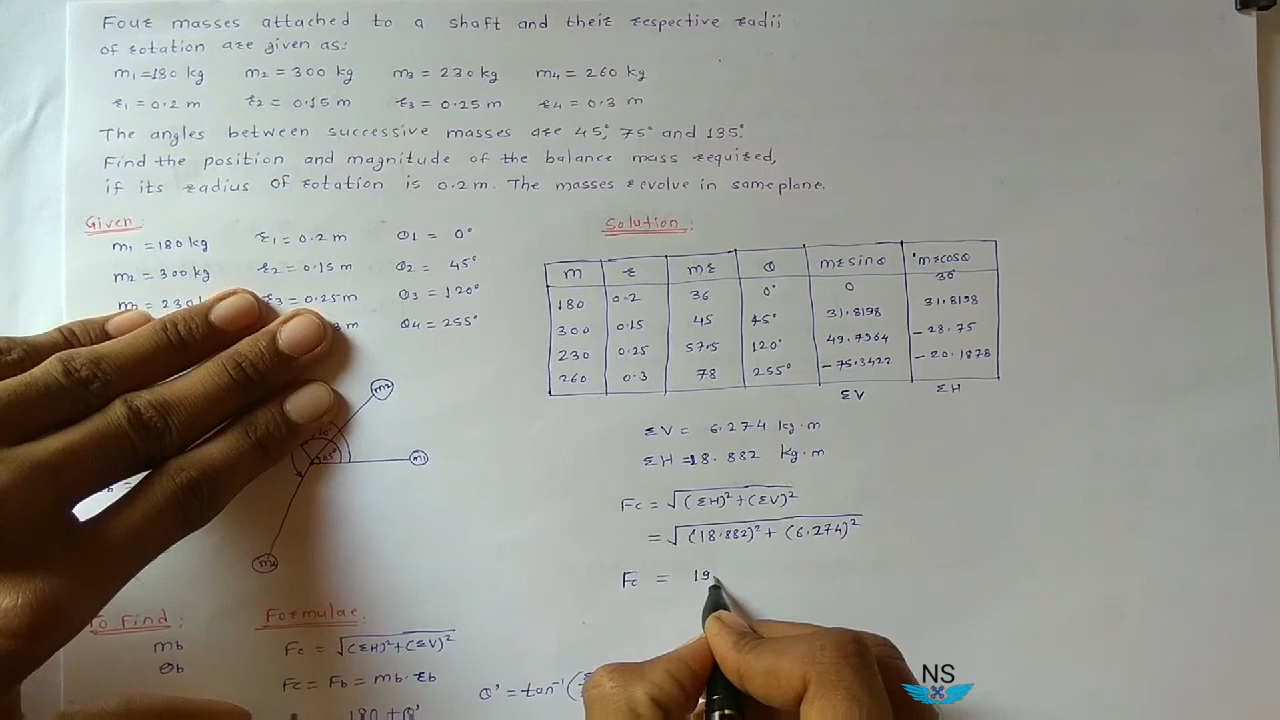 Four masses attached to a shaft and their respective radii
of rotation are given as:
m1 = 180 kg m2 = 300 kg m3 = 230 kg m4 = 260 kg
r1 = 0.2 m r2 = 0.15 m r3 = 0.25 m r4 = 0.3 m
The angles between successive masses are 45°, 75° and 135°.
Find the position and magnitude of the balance mass required,
if its radius of rotation is 0.2 m. The masses revolve in same plane.
Given:
m1 = 180 kg r1 = 0.2 m θ1 = 0°
m2 = 300 kg r2 = 0.15 m θ2 = 45°
m3 = 230 r3 = 0.25 m θ3 = 120°
m θ4 = 255°
m2
m1
m4
To Find
mb
θb
Formulae:
Fc = √(ΣH)² + (ΣV)²
Fc = Fb = mb · rb
θ' = tan⁻¹(
180 + θ'
Solution:
m r mr θ mr sinθ mr cosθ
180 0.2 36 0° 0 36
300 0.15 45 45° 31.8198 31.8198
230 0.25 57.5 120° 49.7964 - 28.75
260 0.3 78 255° - 75.3422 - 20.1878
ΣV ΣH
ΣV = 6.274 kg.m
ΣH = 18.882 kg.m
Fc = √(ΣH)² + (ΣV)²
= √(18.882)² + (6.274)²
Fc = 19
NS